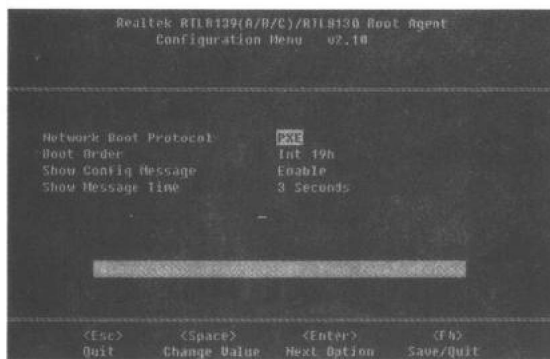 Realtek RTL8139(A/B/C)/RTL8130 Boot Agent
Configuration Menu v2.10
Network Boot Protocol PXE
Boot Order Int 19h
Show Config Message Enable
Show Message Time 3 Seconds
<Esc> <Space> <Enter>
Quit Change Value Next Option Save/Quit